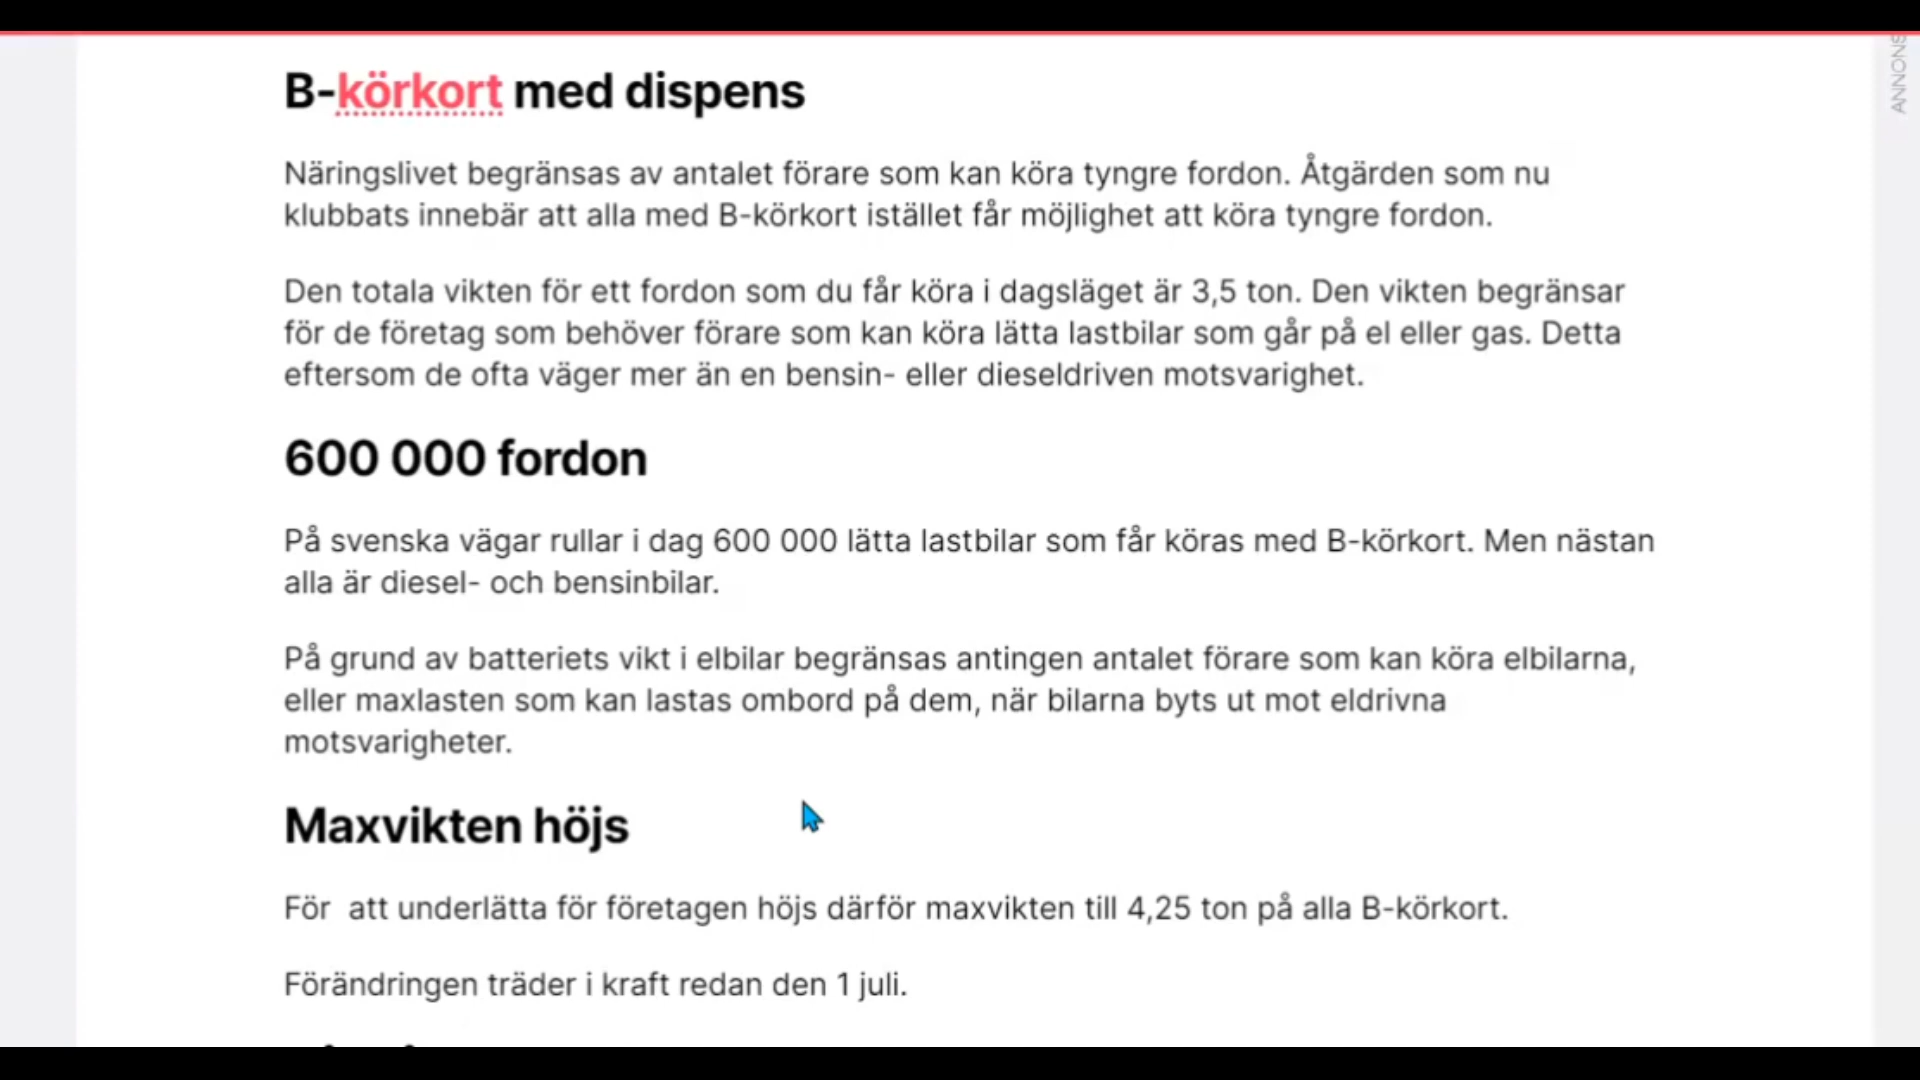 ANNONS
B-körkort med dispens
Näringslivet begränsas av antalet förare som kan köra tyngre fordon. Åtgärden som nu
klubbats innebär att alla med B-körkort istället får möjlighet att köra tyngre fordon.
Den totala vikten för ett fordon som du får köra i dagsläget är 3,5 ton. Den vikten begränsar
för de företag som behöver förare som kan köra lätta lastbilar som går på el eller gas. Detta
eftersom de ofta väger mer än en bensin- eller dieseldriven motsvarighet.
600 000 fordon
På svenska vägar rullar i dag 600 000 lätta lastbilar som får köras med B-körkort. Men nästan
alla är diesel- och bensinbilar.
På grund av batteriets vikt i elbilar begränsas antingen antalet förare som kan köra elbilarna,
eller maxlasten som kan lastas ombord på dem, när bilarna byts ut mot eldrivna
motsvarigheter.
Maxvikten höjs
För  att underlätta för företagen höjs därför maxvikten till 4,25 ton på alla B-körkort.
Förändringen träder i kraft redan den 1 juli.